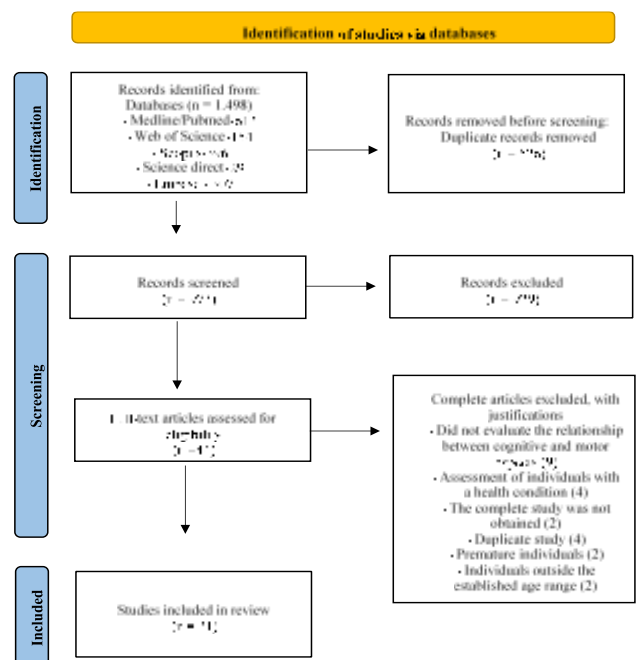 Identification of studies via databases
Identification
Records identified from:
Databases (n = 1.498)
• Medline/Pubmed
• Web of Science
•
• Science direct
•
Records removed before screening:
Duplicate records removed
Screening
Records screened
Records excluded
-text articles assessed for
eligibility
Complete articles excluded, with
justifications
• Did not evaluate the relationship
between cognitive and motor
(9)
• Assessment of individuals with
a health condition (4)
• The complete study was not
obtained (2)
• Duplicate study (4)
• Premature individuals (2)
• Individuals outside the
established age range (2)
Included
Studies included in review